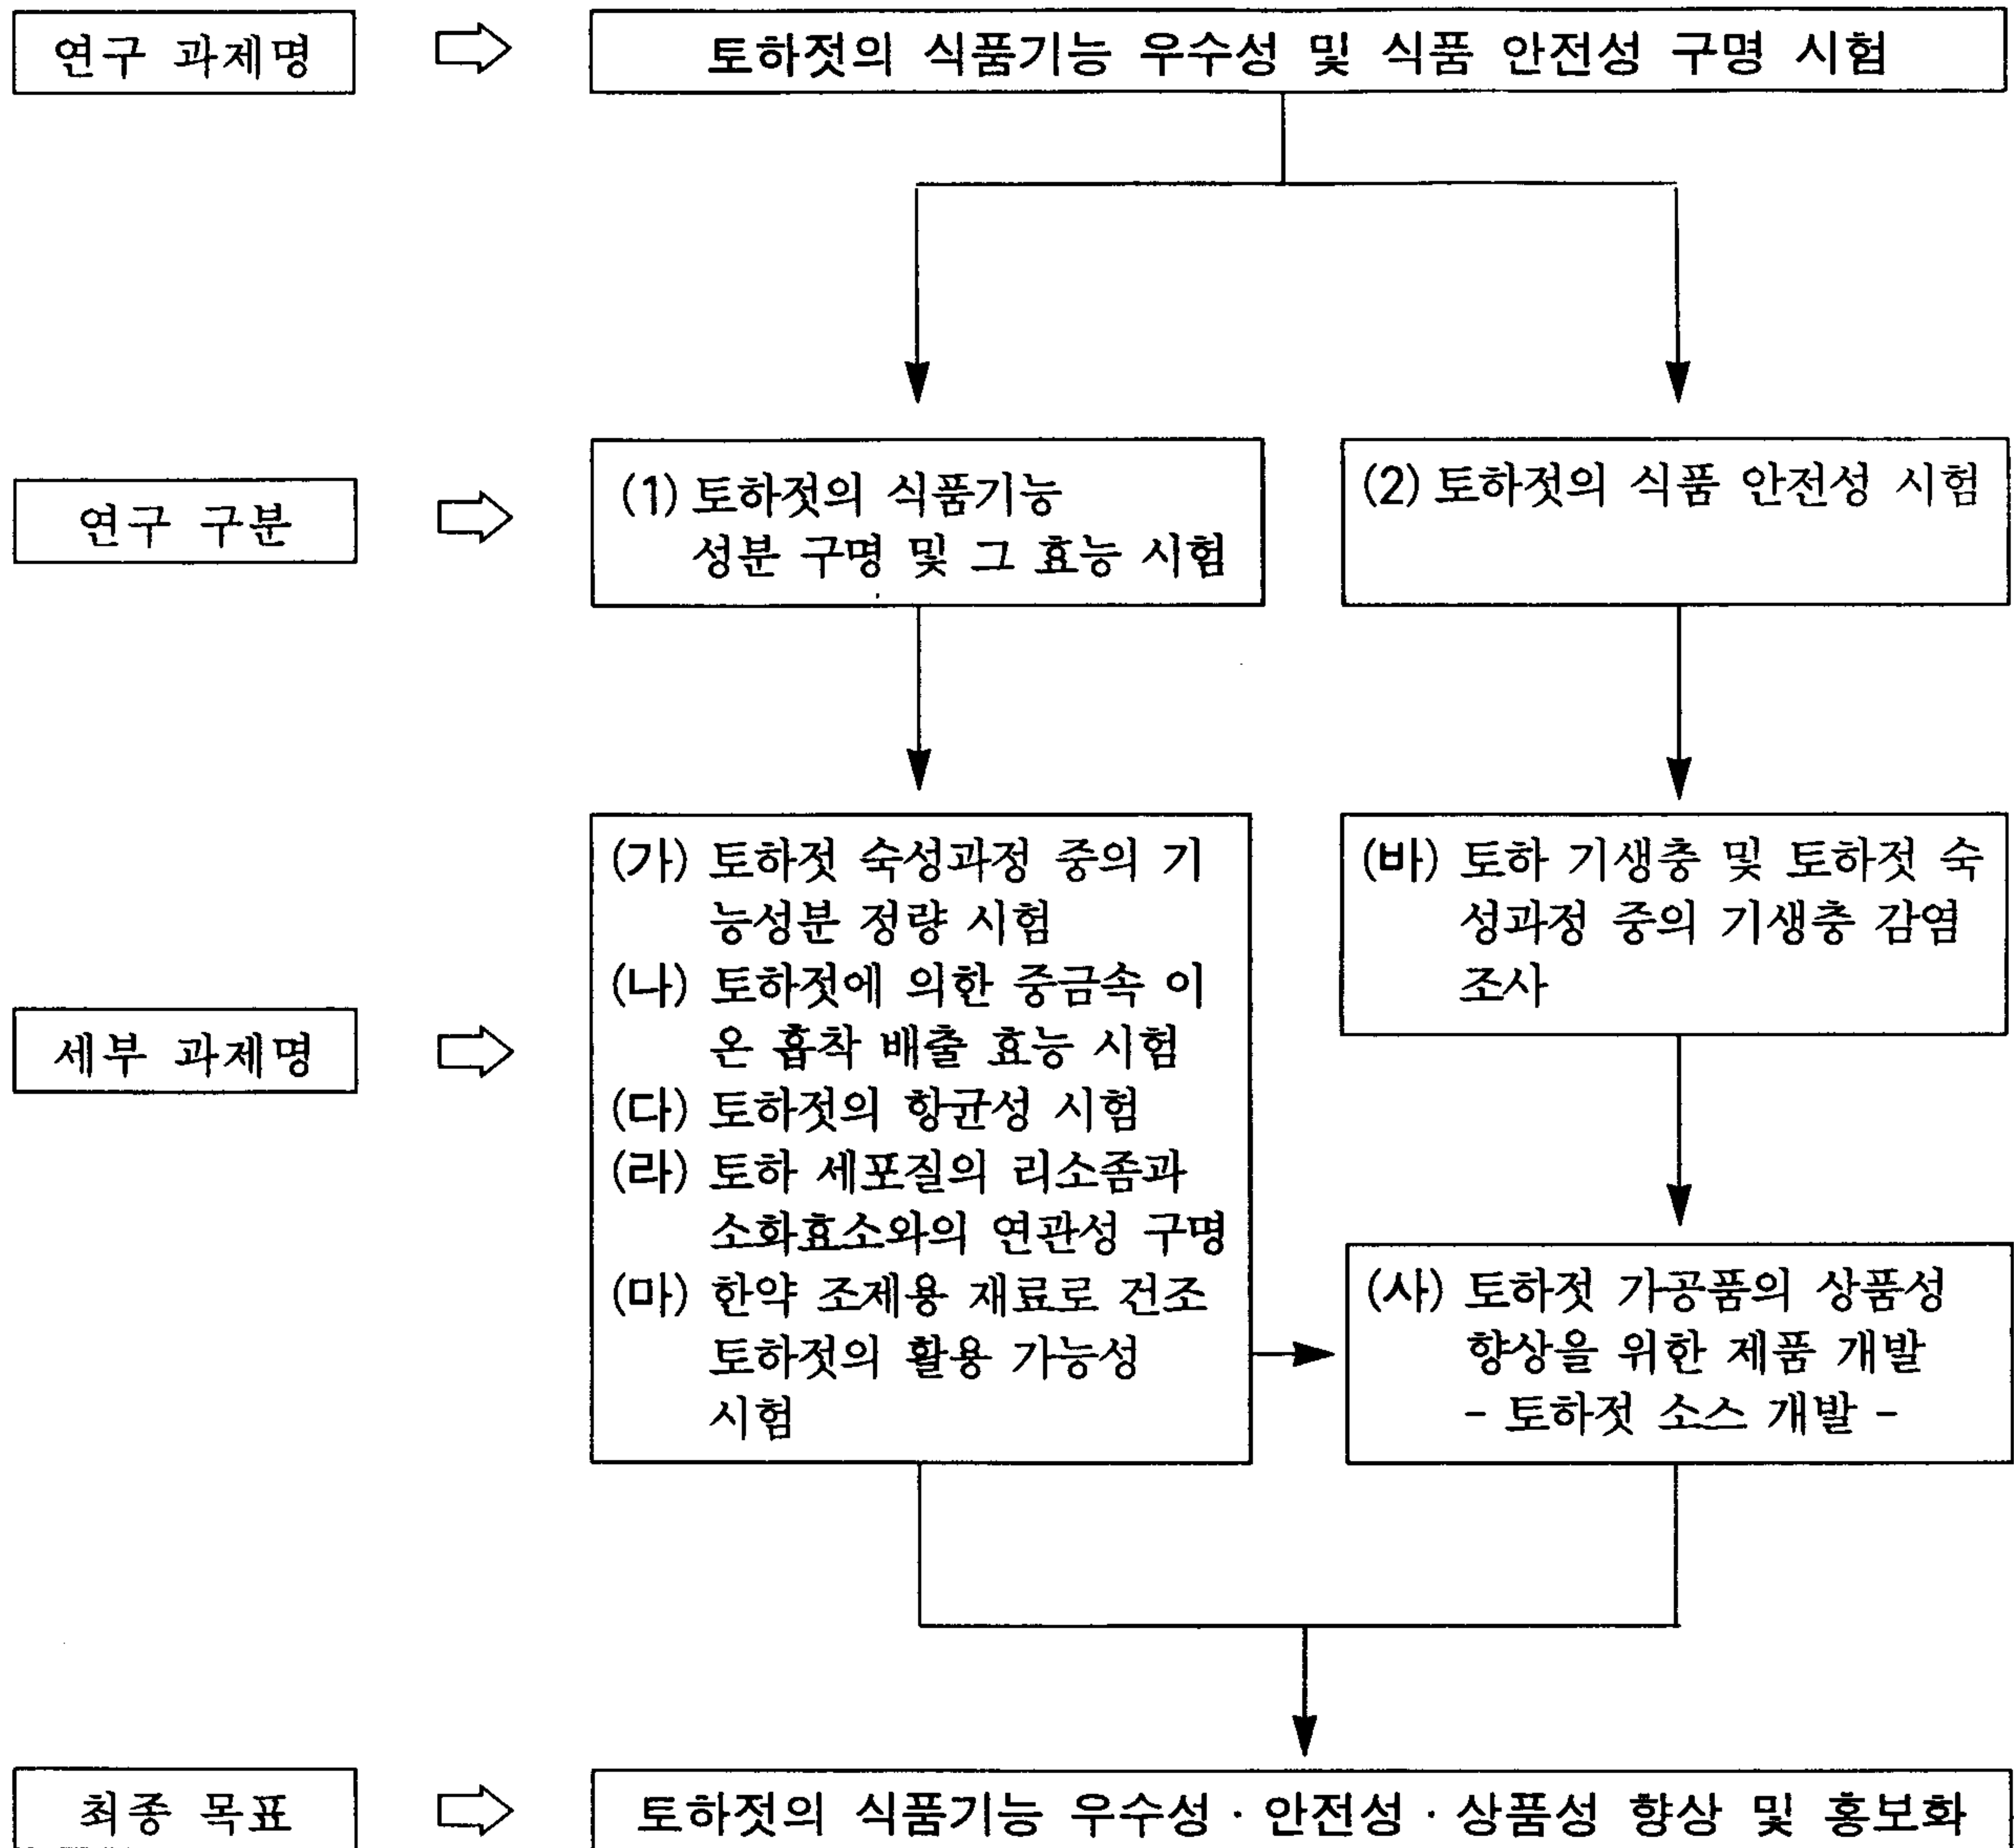 연구 과제명
토하젓의 식품기능 우수성 및 식품 안전성 구명 시험
연구 구분
(1) 토하젓의 식품기능
성분 구명 및 그 효능 시험
(2) 토하젓의 식품 안전성 시험
세부 과제명
(가) 토하젓 숙성과정 중의 기
능성분 정량 시험
(나) 토하젓에 의한 중금속 이
온 흡착 배출 효능 시험
(다) 토하젓의 항균성 시험
(라) 토하 세포질의 리소좀과
소화효소와의 연관성 구명
(마) 한약 조제용 재료로 건조
토하젓의 활용 가능성
시험
(바) 토하 기생충 및 토하젓 숙
성과정 중의 기생충 감염
조사
(사) 토하젓 가공품의 상품성
향상을 위한 제품 개발
- 토하젓 소스 개발 -
최종 목표
토하젓의 식품기능 우수성 · 안전성 · 상품성 향상 및 홍보화